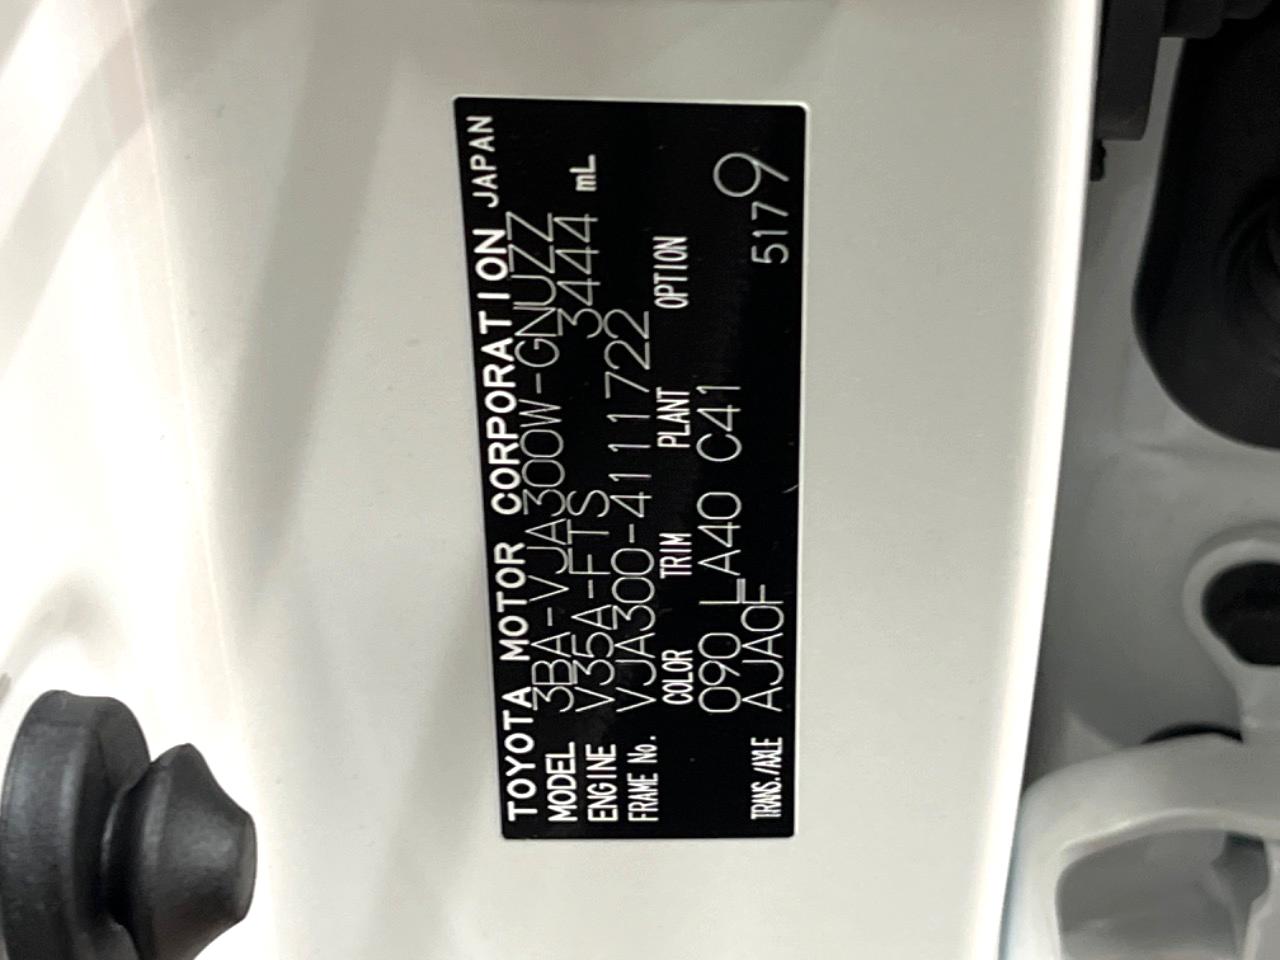 TOYOTA MOTOR CORPORATION JAPAN
MODEL 3BA-VJA300W-GNUZZ
ENGINE V35A-FTS 3444 mL
FRAME No. VJA300-4111722
COLOR TRIM PLANT OPTION
090 LA40 C41 9
TRANS./AXLE AJA0F 5179